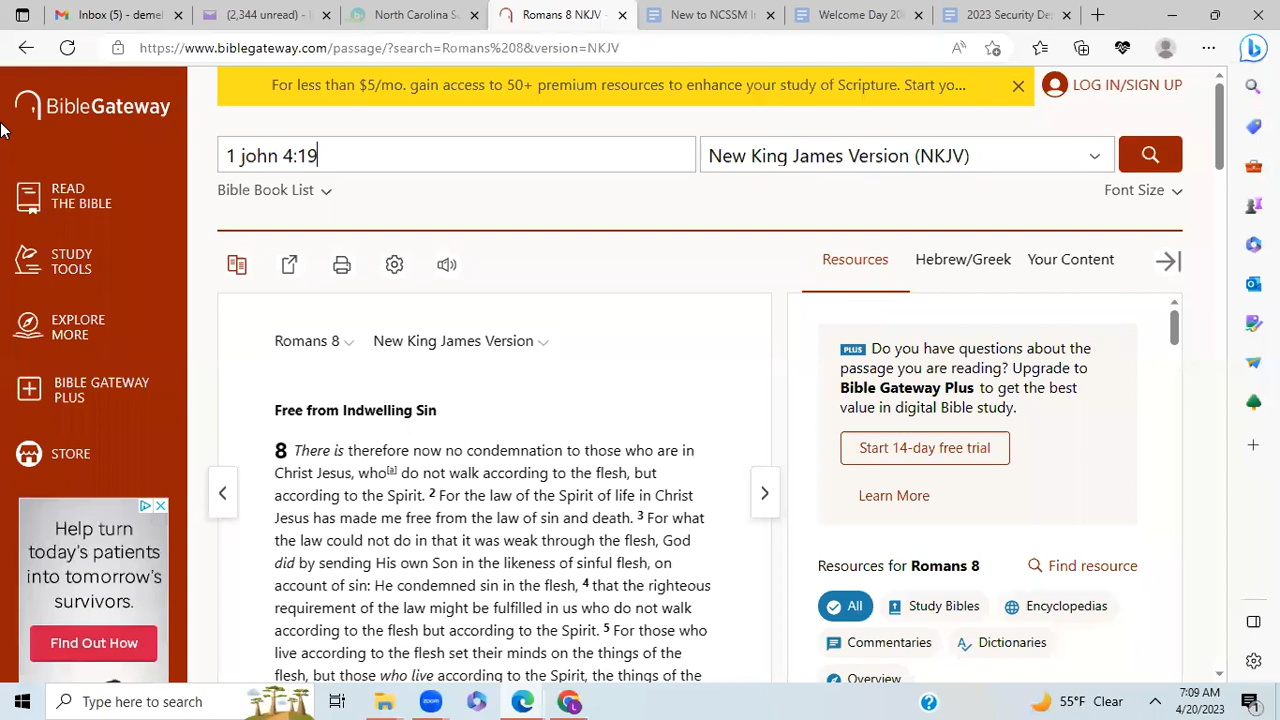 (2,344 unread) -
North Carolina S
Romans 8 NKJV -
New to NCSSM I
Welcome Day 20
2023 Security De
https://www.biblegateway.com/passage/?search=Romans%208&version=NKJV
For less than $5/mo. gain access to 50+ premium resources to enhance your study of Scripture. Start yo...
LOG IN/SIGN UP
BibleGateway
1 john 4:19
New King James Version (NKJV)
Bible Book List
Font Size
READ
THE BIBLE
STUDY
TOOLS
EXPLORE
MORE
BIBLE GATEWAY
PLUS
STORE
Resources
Hebrew/Greek
Your Content
Romans 8
New King James Version
Free from Indwelling Sin
8 There is therefore now no condemnation to those who are in
Christ Jesus, who[a] do not walk according to the flesh, but
according to the Spirit. 2 For the law of the Spirit of life in Christ
Jesus has made me free from the law of sin and death. 3 For what
the law could not do in that it was weak through the flesh, God
did by sending His own Son in the likeness of sinful flesh, on
account of sin: He condemned sin in the flesh, 4 that the righteous
requirement of the law might be fulfilled in us who do not walk
according to the flesh but according to the Spirit. 5 For those who
live according to the flesh set their minds on the things of the
flesh, but those who live according to the Spirit, the things of the
PLUS Do you have questions about the
passage you are reading? Upgrade to
Bible Gateway Plus to get the best
value in digital Bible study.
Start 14-day free trial
Learn More
Resources for Romans 8
Find resource
All
Study Bibles
Encyclopedias
Commentaries
Dictionaries
Overview
Help turn
today's patients
into tomorrow's
survivors.
Find Out How
Type here to search
zoom
L
55°F Clear
7:09 AM
4/20/2023
1